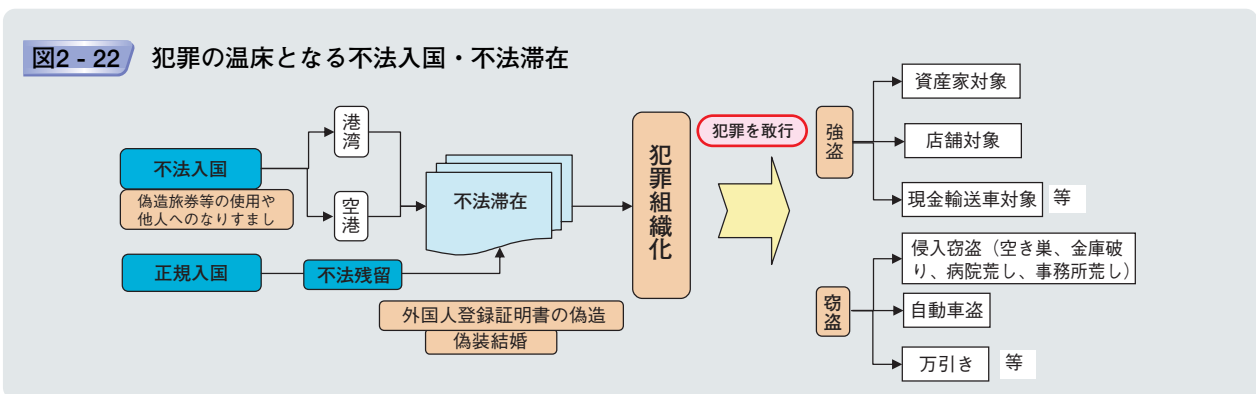 図2 - 22 犯罪の温床となる不法入国・不法滞在
不法入国
偽造旅券等の使用や
他人へのなりすまし
港湾
空港
正規入国
不法残留
不法滞在
外国人登録証明書の偽造
偽装結婚
犯罪組織化
犯罪を敢行
強盗
資産家対象
店舗対象
現金輸送車対象 等
窃盗
侵入窃盗（空き巣、金庫破
り、病院荒し、事務所荒し）
自動車盗
万引き 等